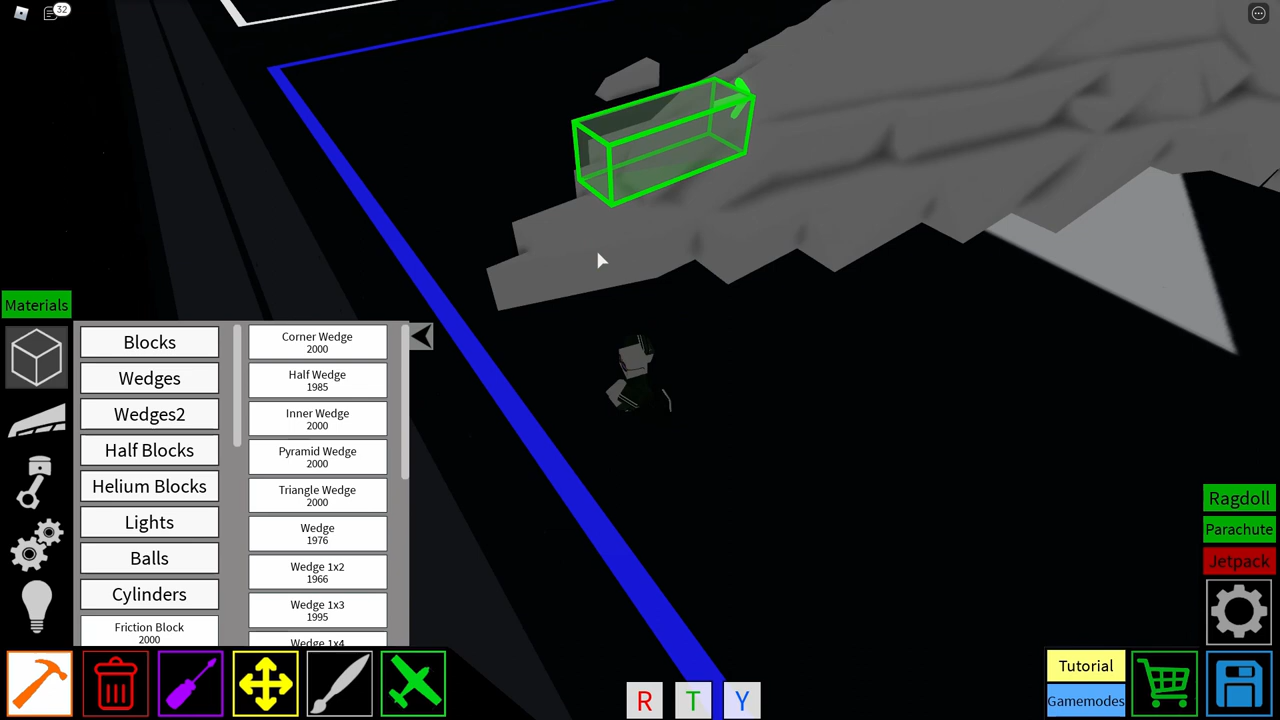 32
Materials
Blocks
Wedges
Wedges2
Half Blocks
Helium Blocks
Lights
Balls
Cylinders
Friction Block
2000
Corner Wedge
2000
Half Wedge
1985
Inner Wedge
2000
Pyramid Wedge
2000
Triangle Wedge
2000
Wedge
1976
Wedge 1x2
1966
Wedge 1x3
1995
Wedge 1x4
R T Y
Ragdoll
Parachute
Jetpack
Tutorial
Gamemodes